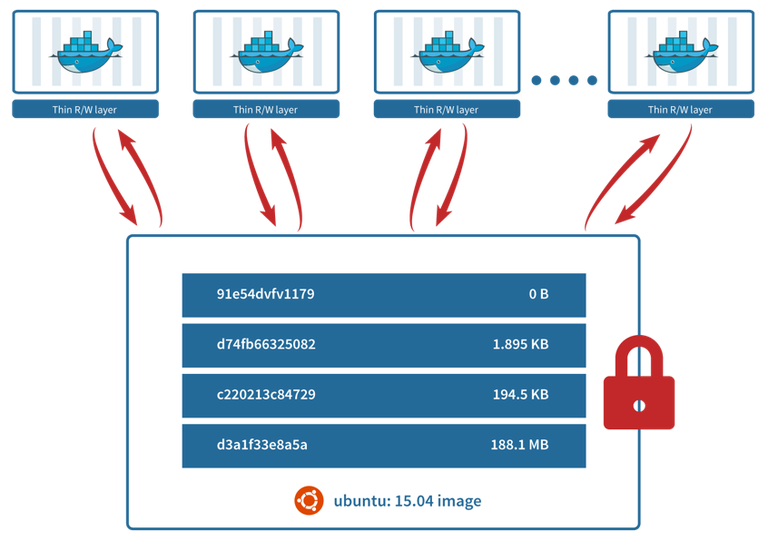 Thin R/W layer
Thin R/W layer
Thin R/W layer
Thin R/W layer
91e54dvfv1179 0 B
d74fb66325082 1.895 KB
c220213c84729 194.5 KB
d3a1f33e8a5a 188.1 MB
ubuntu: 15.04 image